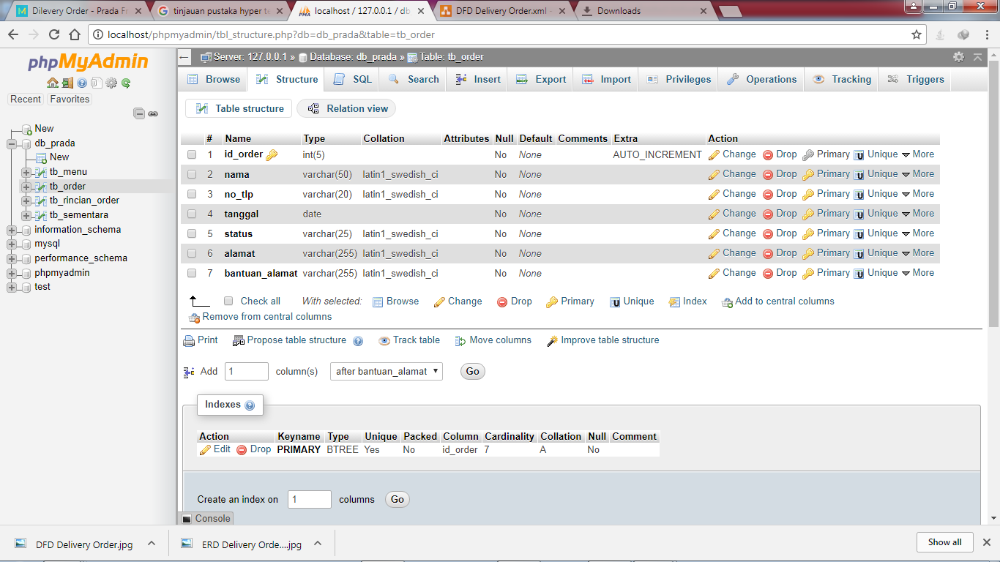 Dilevery Order - Prada Fr
tinjauan pustaka hyper te
localhost / 127.0.0.1 / db
DFD Delivery Order.xml -
Downloads
localhost/phpmyadmin/tbl_structure.php?db=db_prada&table=tb_order
phpMyAdmin
Recent Favorites
New
db_prada
New
tb_menu
tb_order
tb_rincian_order
tb_sementara
information_schema
mysql
performance_schema
phpmyadmin
test
Server: 127.0.0.1 » Database: db_prada » Table: tb_order
Browse Structure SQL Search Insert Export Import Privileges Operations Tracking Triggers
Table structure Relation view
# Name Type Collation Attributes Null Default Comments Extra Action
1 id_order int(5) No None AUTO_INCREMENT Change Drop Primary Unique More
2 nama varchar(50) latin1_swedish_ci No None Change Drop Primary Unique More
3 no_tlp varchar(20) latin1_swedish_ci No None Change Drop Primary Unique More
4 tanggal date No None Change Drop Primary Unique More
5 status varchar(25) latin1_swedish_ci No None Change Drop Primary Unique More
6 alamat varchar(255) latin1_swedish_ci No None Change Drop Primary Unique More
7 bantuan_alamat varchar(255) latin1_swedish_ci No None Change Drop Primary Unique More
Check all With selected: Browse Change Drop Primary Unique Index Add to central columns
Remove from central columns
Print Propose table structure Track table Move columns Improve table structure
Add 1 column(s) after bantuan_alamat Go
Indexes
Action Keyname Type Unique Packed Column Cardinality Collation Null Comment
Edit Drop PRIMARY BTREE Yes No id_order 7 A No
Create an index on 1 columns Go
Console
DFD Delivery Order.jpg
ERD Delivery Orde....jpg
Show all